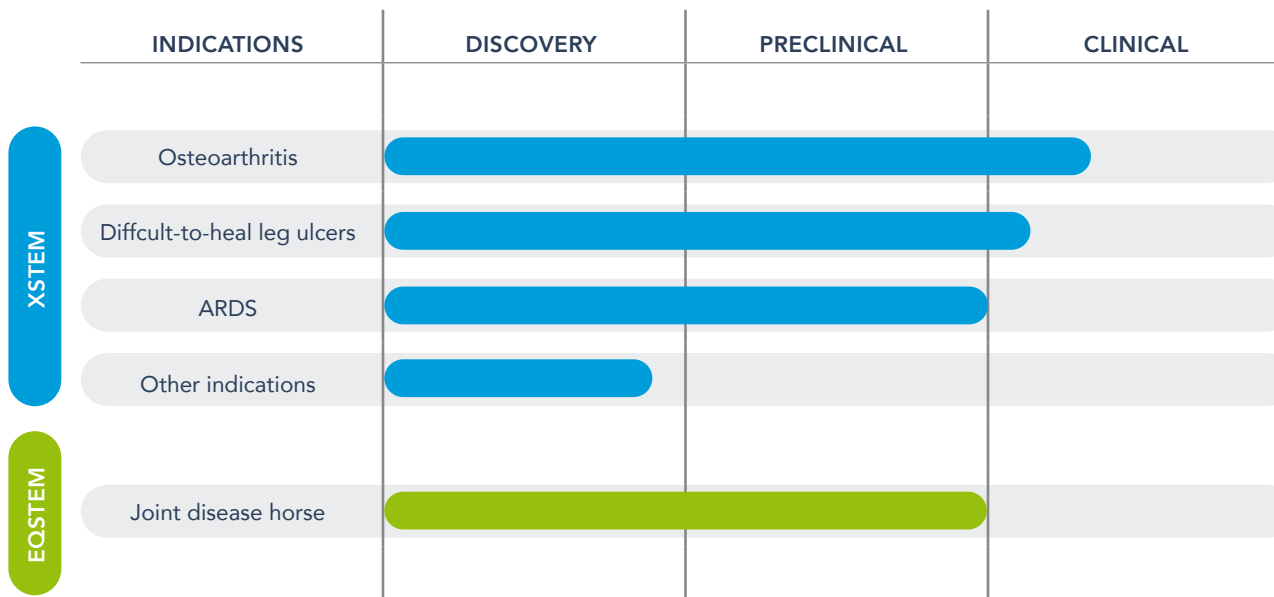 INDICATIONS DISCOVERY PRECLINICAL CLINICAL
XSTEM
Osteoarthritis
Diffcult-to-heal leg ulcers
ARDS
Other indications
EQSTEM
Joint disease horse